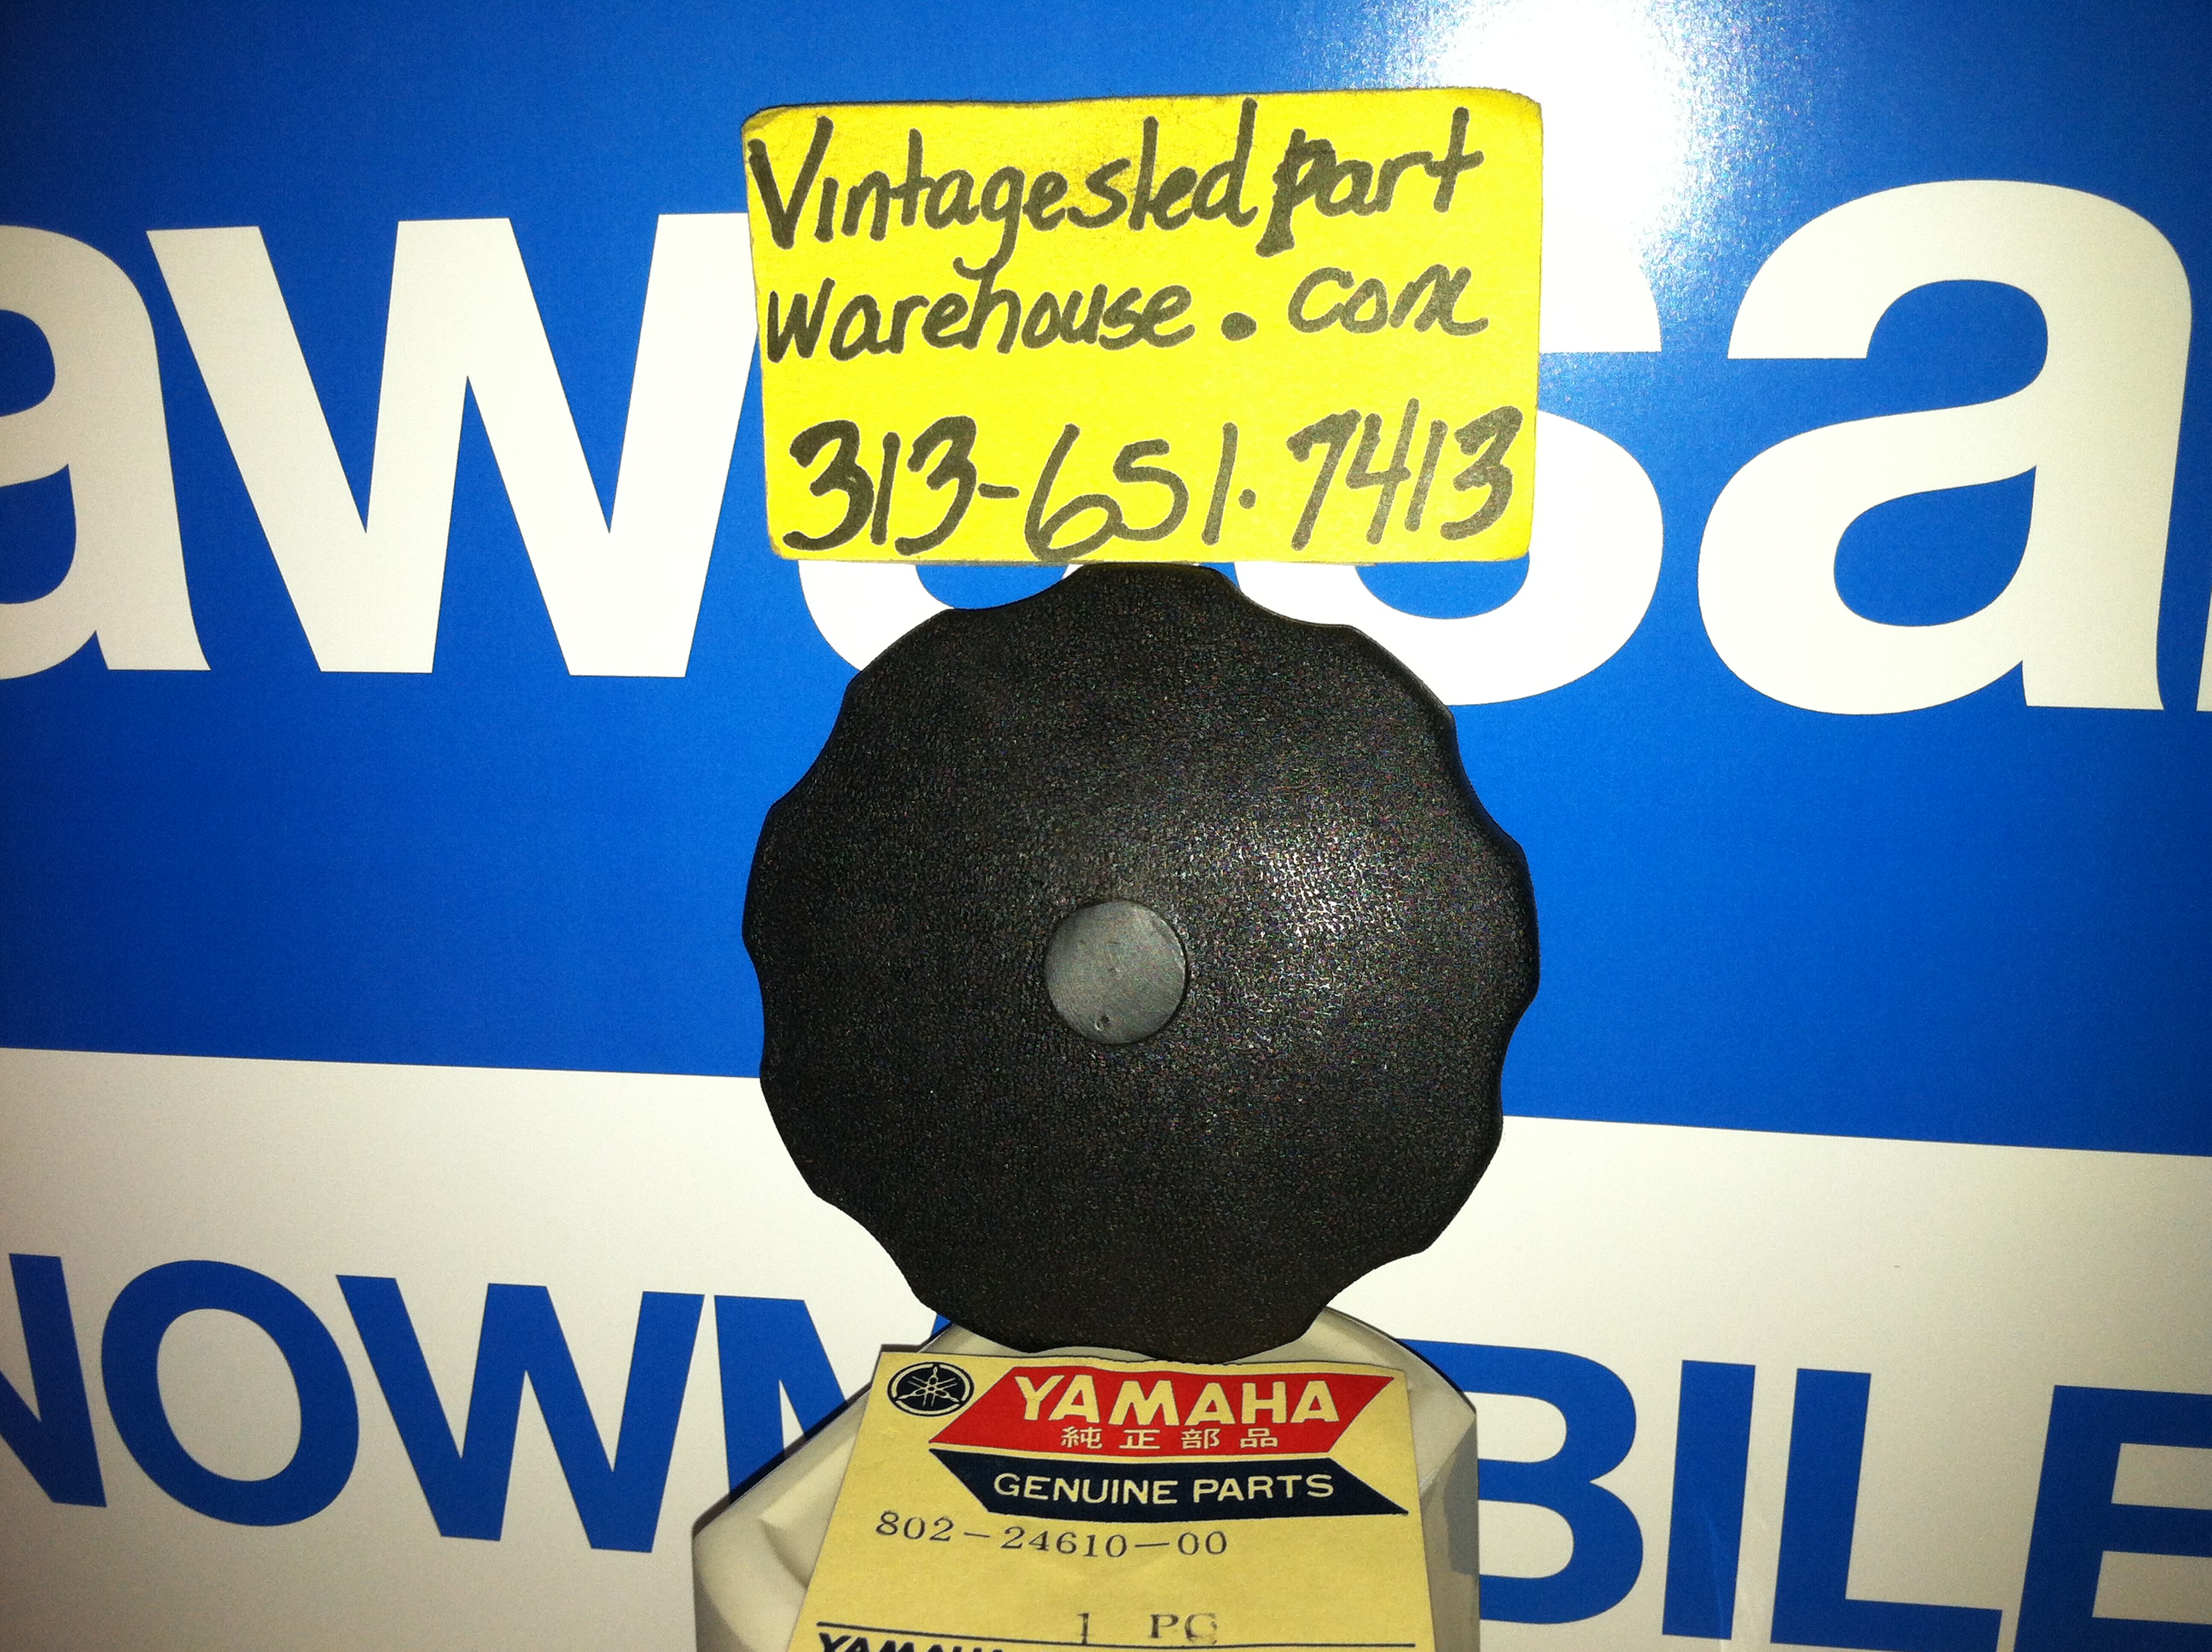 Vintagesledpart
warehouse.com
313-651-7413
awasa
NOWM BILE
YAMAHA
純正部品
GENUINE PARTS
802-24610-00
1 PC
YAMAHA